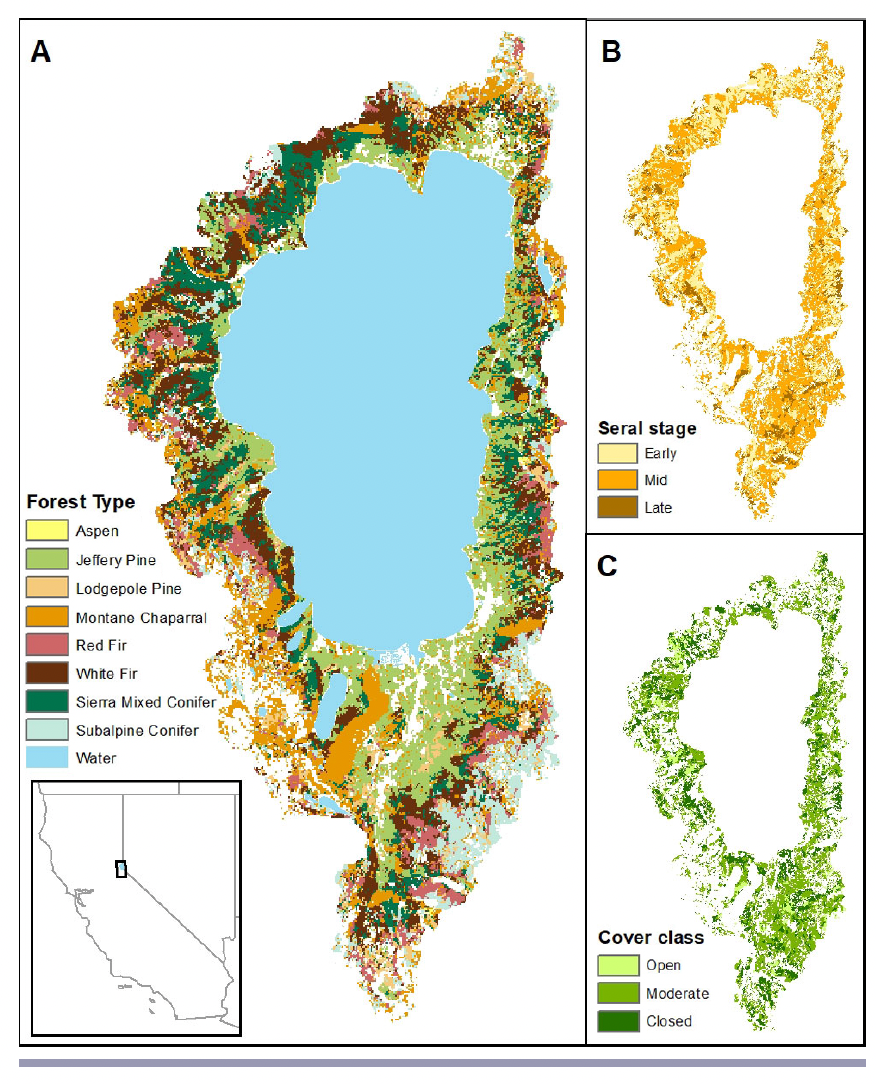 A
Forest Type
Aspen
Jeffery Pine
Lodgepole Pine
Montane Chaparral
Red Fir
White Fir
Sierra Mixed Conifer
Subalpine Conifer
Water
B
Seral stage
Early
Mid
Late
C
Cover class
Open
Moderate
Closed